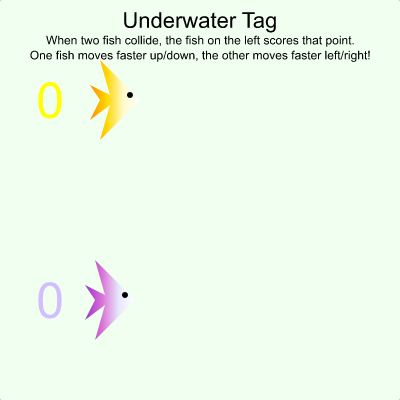 Underwater Tag
When two fish collide, the fish on the left scores that point.
One fish moves faster up/down, the other moves faster left/right!
0
0